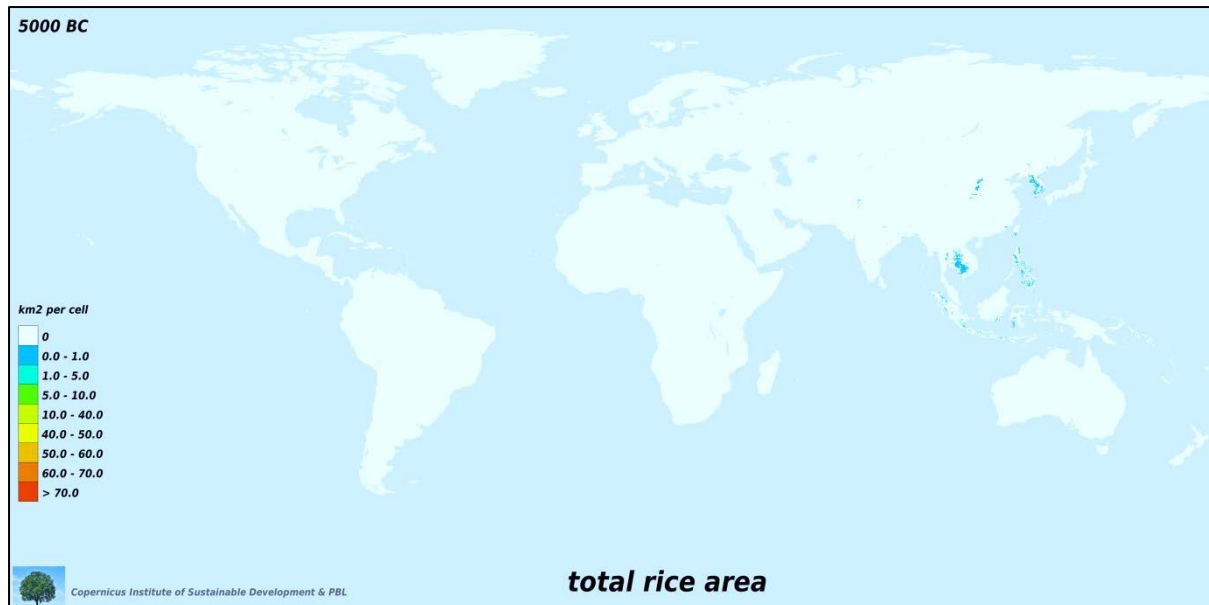 5000 BC
km2 per cell
0
0.0 - 1.0
1.0 - 5.0
5.0 - 10.0
10.0 - 40.0
40.0 - 50.0
50.0 - 60.0
60.0 - 70.0
> 70.0
Copernicus Institute of Sustainable Development & PBL
total rice area